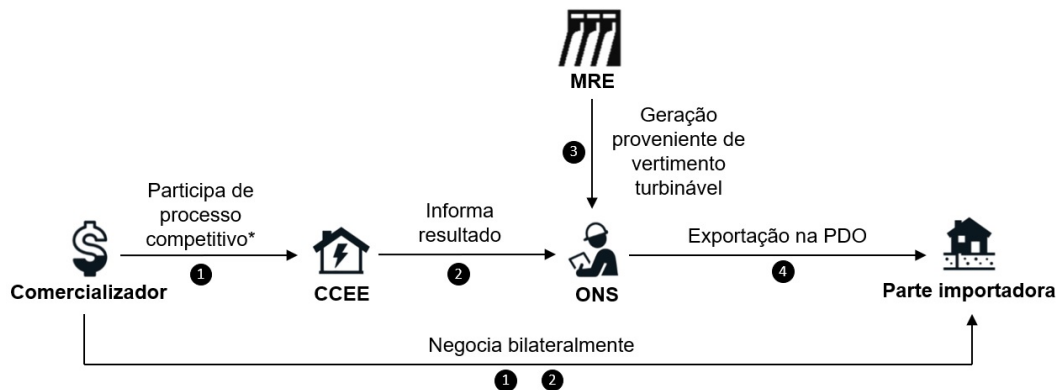 MRE
Geração
proveniente de
vertimento
turbinável
3
Participa de
processo
competitivo*
1
Informa
resultado
2
Exportação na PDO
4
Comercializador
CCEE
ONS
Parte importadora
Negocia bilateralmente
1 2